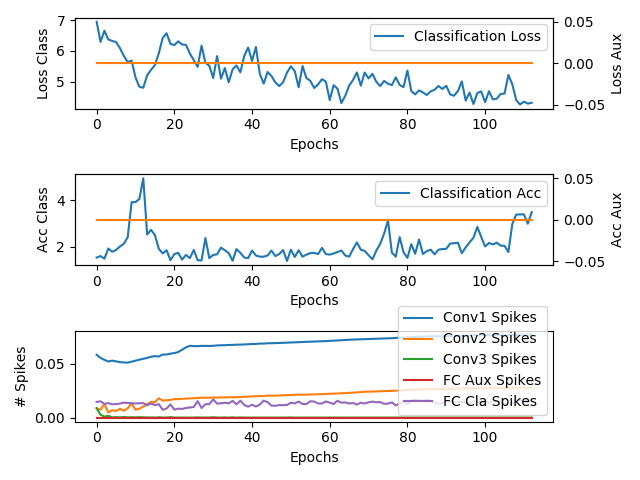 7
6
5
Loss Class
Classification Loss
0.05
0.00
−0.05
Loss Aux
0 20 40 60 80 100
Epochs
4
2
Acc Class
Classification Acc
0.05
0.00
−0.05
Acc Aux
0 20 40 60 80 100
Epochs
0.05
0.00
# Spikes
Conv1 Spikes
Conv2 Spikes
Conv3 Spikes
FC Aux Spikes
FC Cla Spikes
0 20 40 60 80 100
Epochs